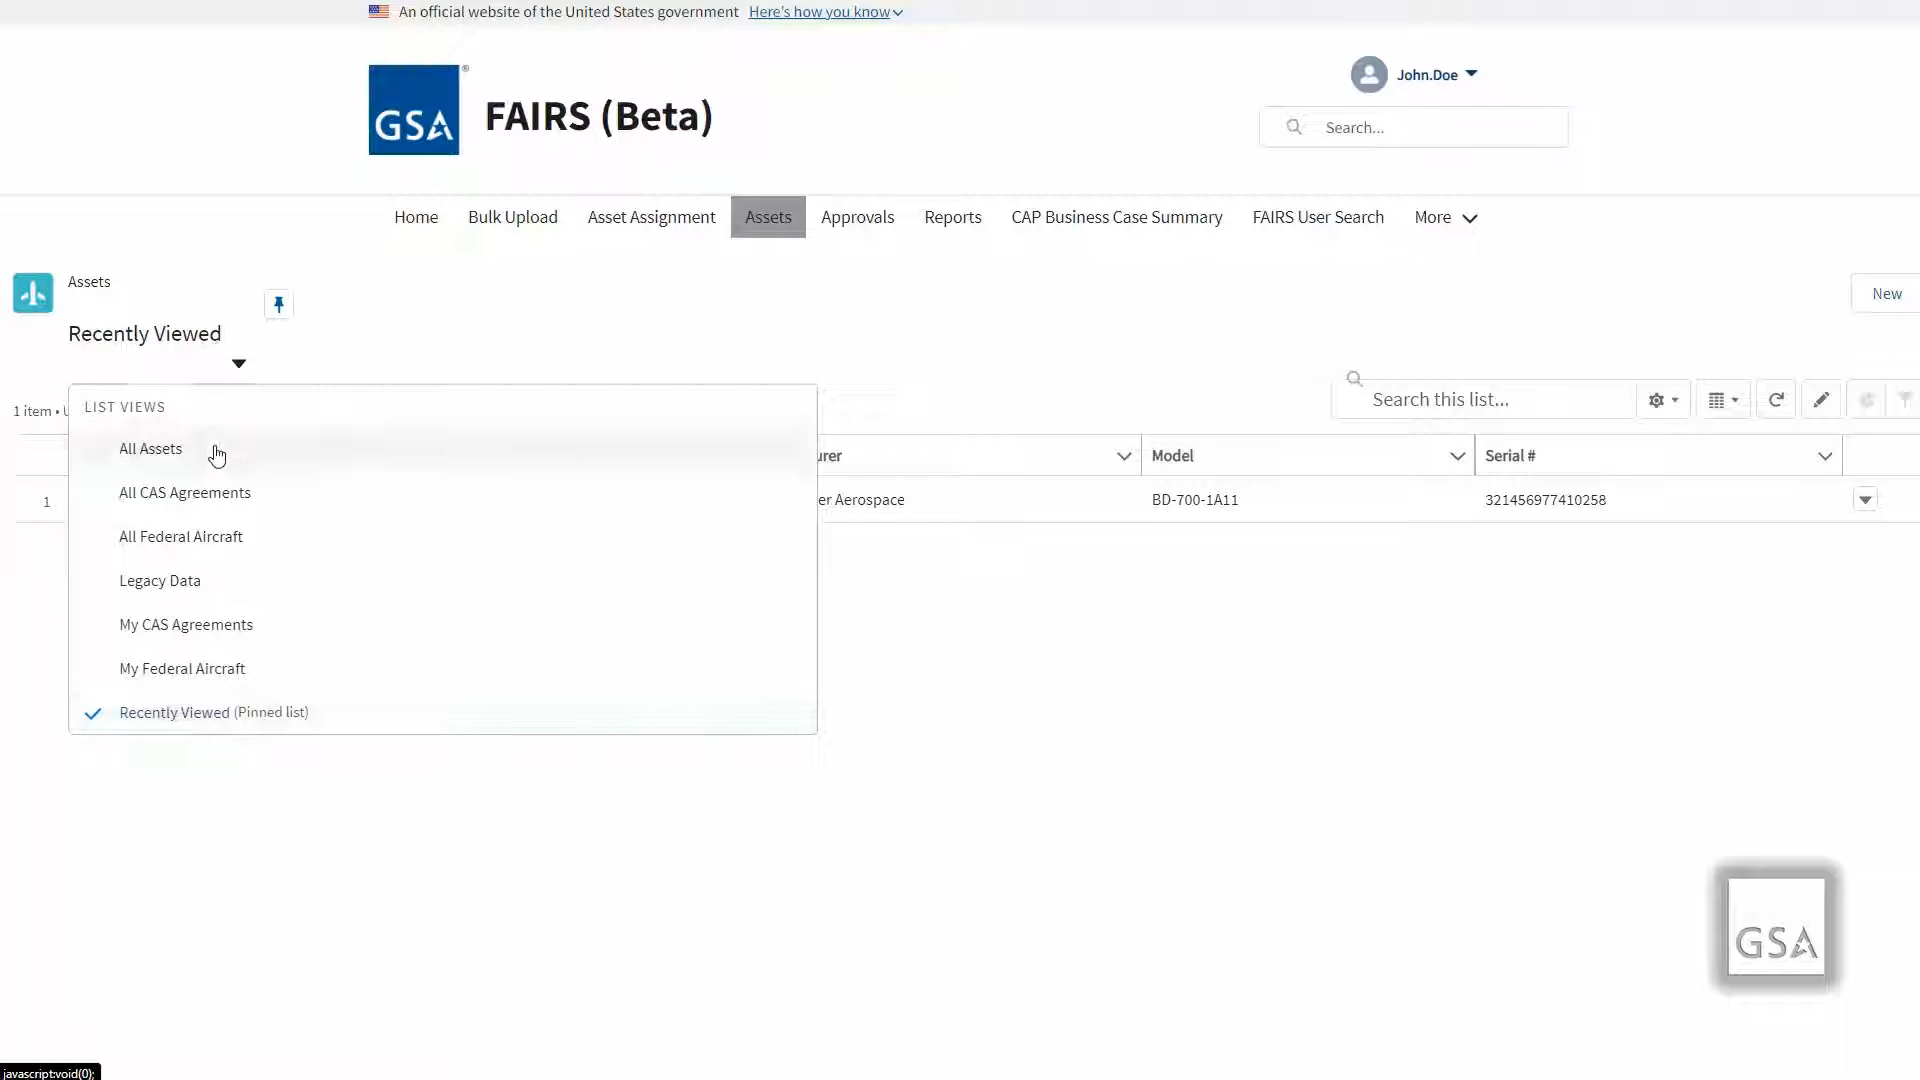 An official website of the United States government Here's how you know
GSA
FAIRS (Beta)
John.Doe
Search...
Home Bulk Upload Asset Assignment Assets Approvals Reports CAP Business Case Summary FAIRS User Search More
Assets
Recently Viewed
New
1 item •
Search this list...
LIST VIEWS
All Assets
All CAS Agreements
All Federal Aircraft
Legacy Data
My CAS Agreements
My Federal Aircraft
Recently Viewed (Pinned list)
Model Serial #
1 Aerospace BD-700-1A11 321456977410258
GSA
javascript:void(0);